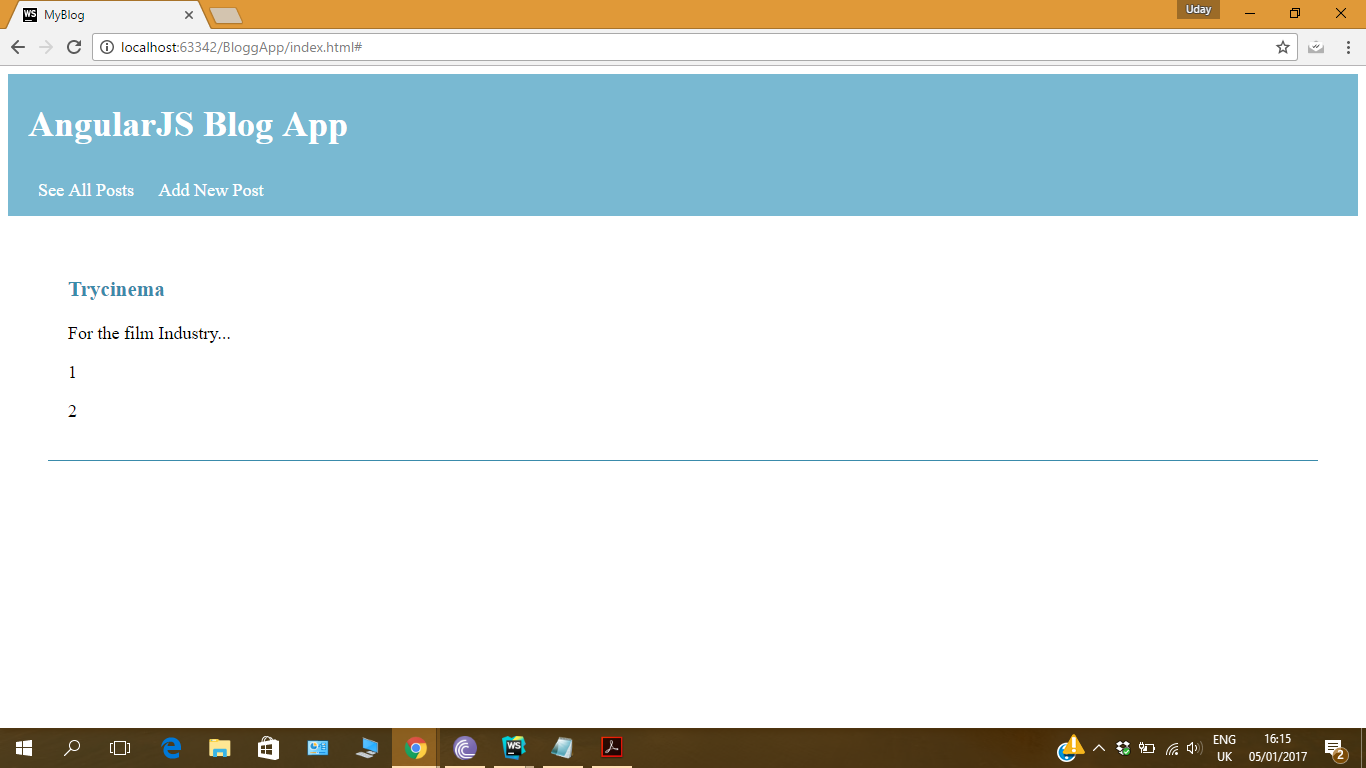 WS MyBlog
Uday
localhost:63342/BloggApp/index.html#
AngularJS Blog App
See All Posts Add New Post
Trycinema
For the film Industry...
1
2
WS
ENG
UK
16:15
05/01/2017
2